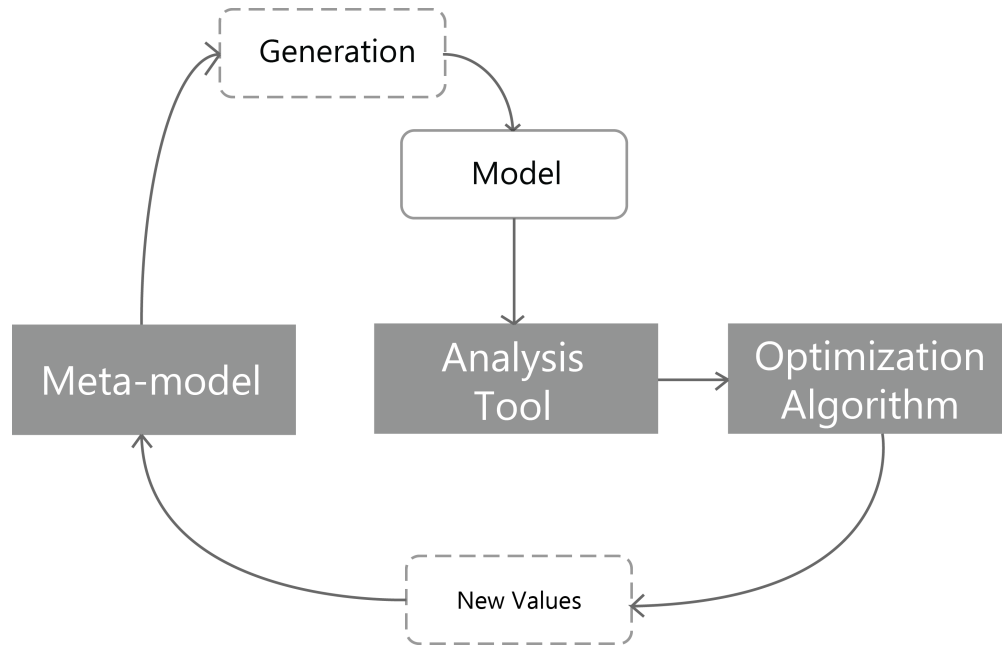 Generation
Model
Meta-model
Analysis
Tool
Optimization
Algorithm
New Values